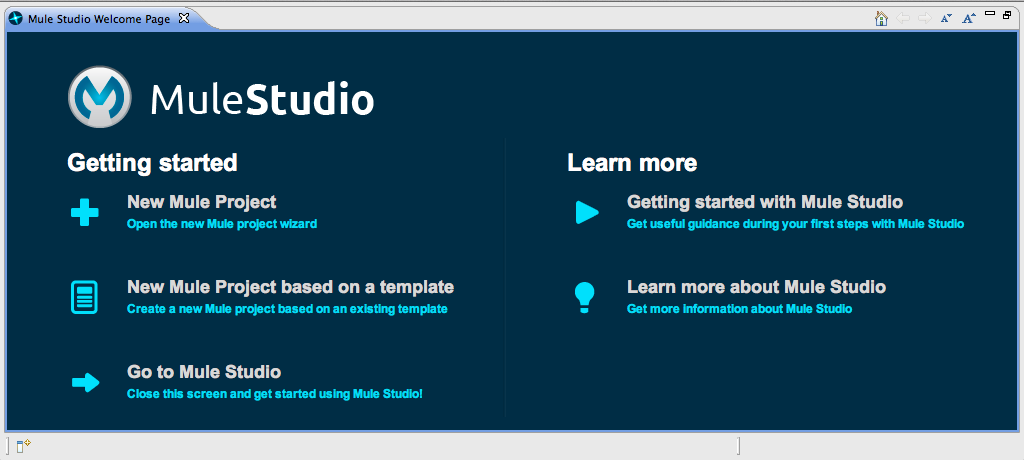 Mule Studio Welcome Page
MuleStudio
Getting started
New Mule Project
Open the new Mule project wizard
New Mule Project based on a template
Create a new Mule project based on an existing template
Go to Mule Studio
Close this screen and get started using Mule Studio!
Learn more
Getting started with Mule Studio
Get useful guidance during your first steps with Mule Studio
Learn more about Mule Studio
Get more information about Mule Studio